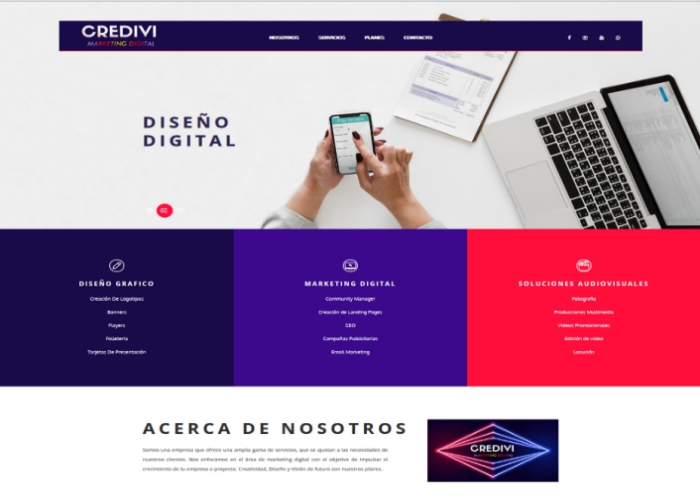 CREDIVI
MARKETING DIGITAL
NOSOTROS SERVICIOS PLANES CONTACTO
DISEÑO
DIGITAL
DISEÑO GRAFICO
Creación De Logotipos
Banners
Flayers
Papeleria
Tarjetas De Presentación
MARKETING DIGITAL
Community Manager
Creación de Landing Pages
SEO
Campañas Publicitarias
Email Marketing
SOLUCIONES AUDIOVISUALES
Fotografía
Producciones Multimedia
Videos Promocionales
Edición de video
Locución
ACERCA DE NOSOTROS
Somos una empresa que ofrece una amplia gama de servicios, que se ajustan a las necesidades de
nuestros clientes. Nos enfocamos en el área de marketing digital con el objetivo de impulsar el
crecimiento de tu empresa o proyecto. Creatividad, Diseño y Visión de futuro son nuestros pilares.
CREDIVI
MARKETING DIGITAL